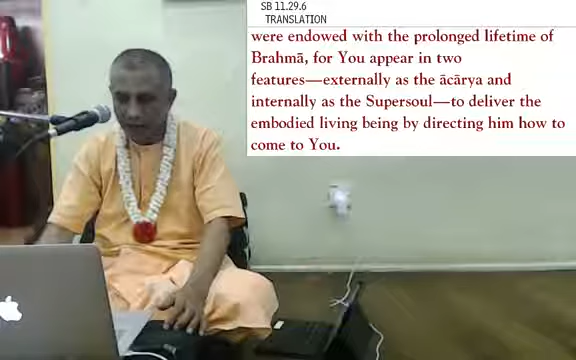 SB 11.29.6
TRANSLATION
were endowed with the prolonged lifetime of
Brahmā, for You appear in two
features—externally as the ācārya and
internally as the Supersoul—to deliver the
embodied living being by directing him how to
come to You.